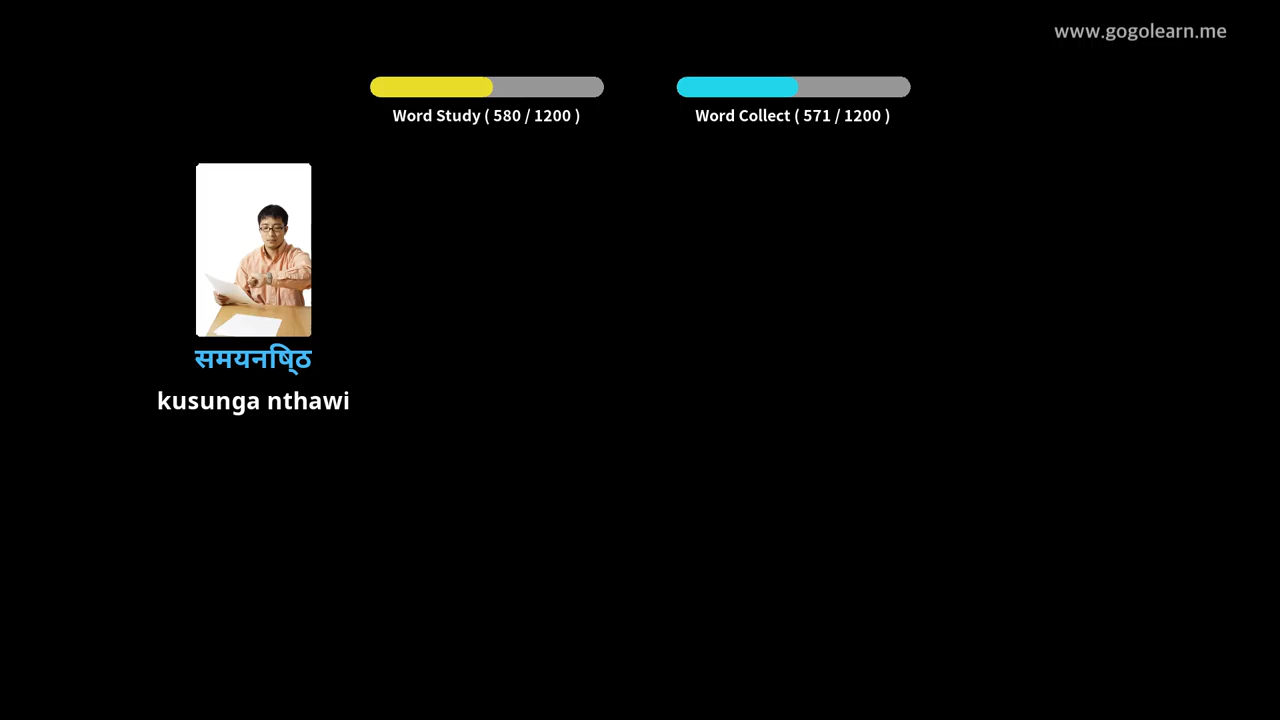 www.gogolearn.me
Word Study ( 580 / 1200 )
Word Collect ( 571 / 1200 )
समयनिष्ठ
kusunga nthawi